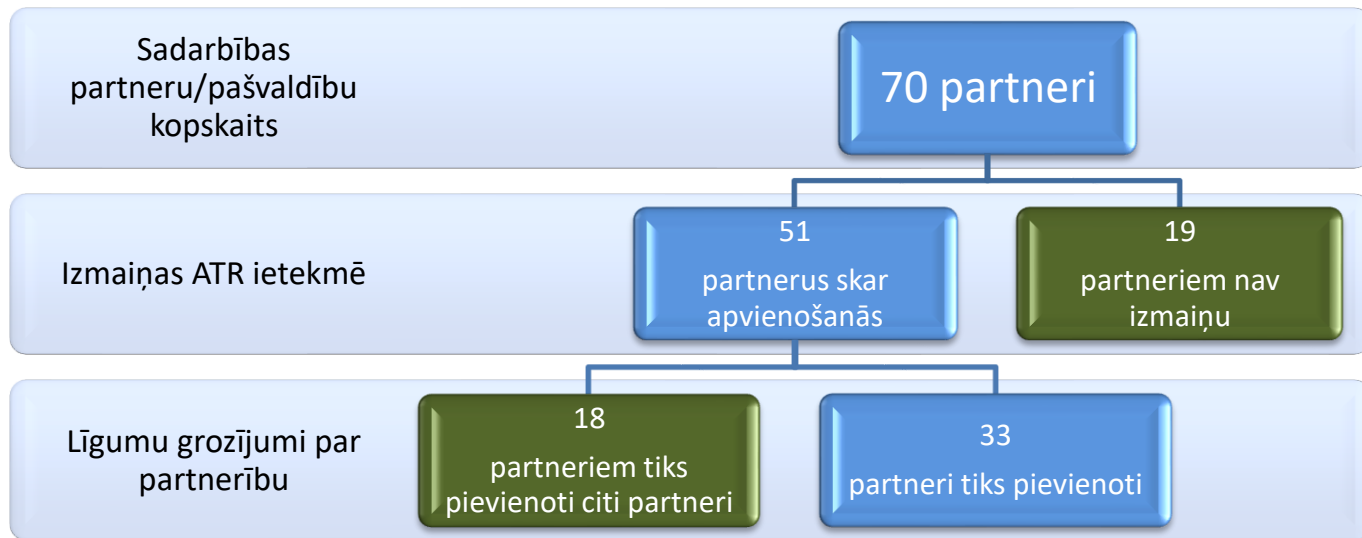 Sadarbības
partneru/pašvaldību
kopskaits
70 partneri
Izmaiņas ATR ietekmē
51
partnerus skar
apvienošanās
19
partneriem nav
izmaiņu
Līgumu grozījumi par
partnerību
18
partneriem tiks
pievienoti citi partneri
33
partneri tiks pievienoti